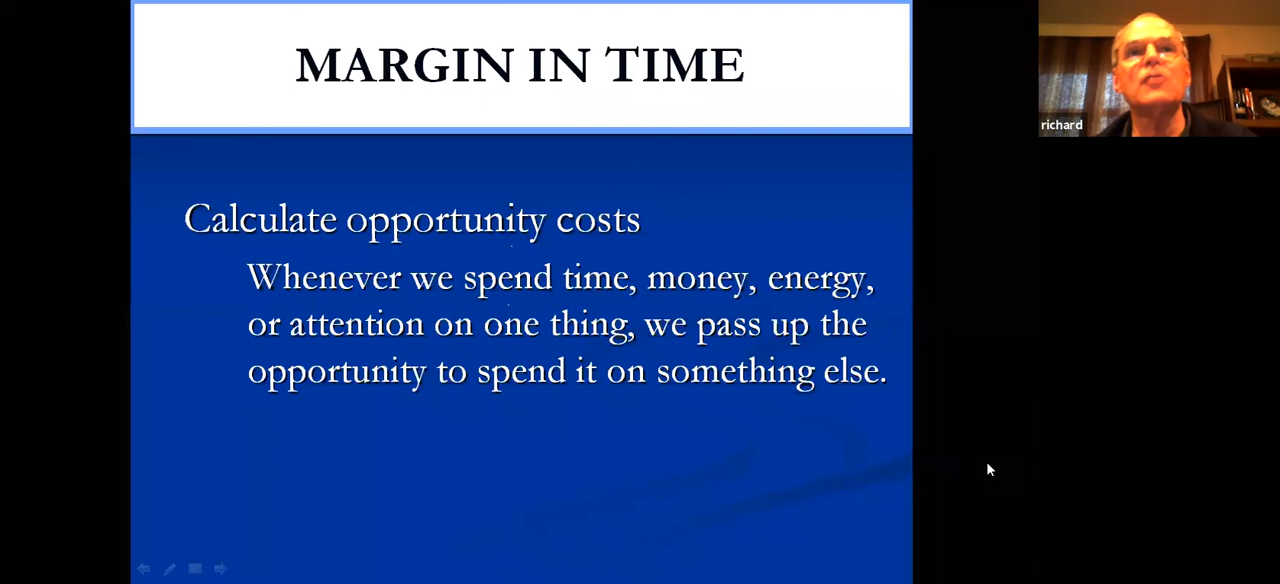 MARGIN IN TIME
Calculate opportunity costs
Whenever we spend time, money, energy,
or attention on one thing, we pass up the
opportunity to spend it on something else.
richard